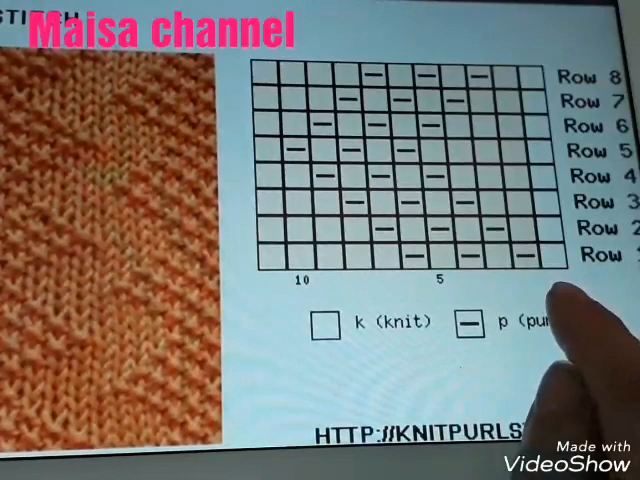 STITCH
Maisa channel
Row 8
Row 7
Row 6
Row 5
Row 4
Row 3
Row 2
Row
10 5
k (knit) p (pur
HTTP://KNITPURLS
Made with
VideoShow